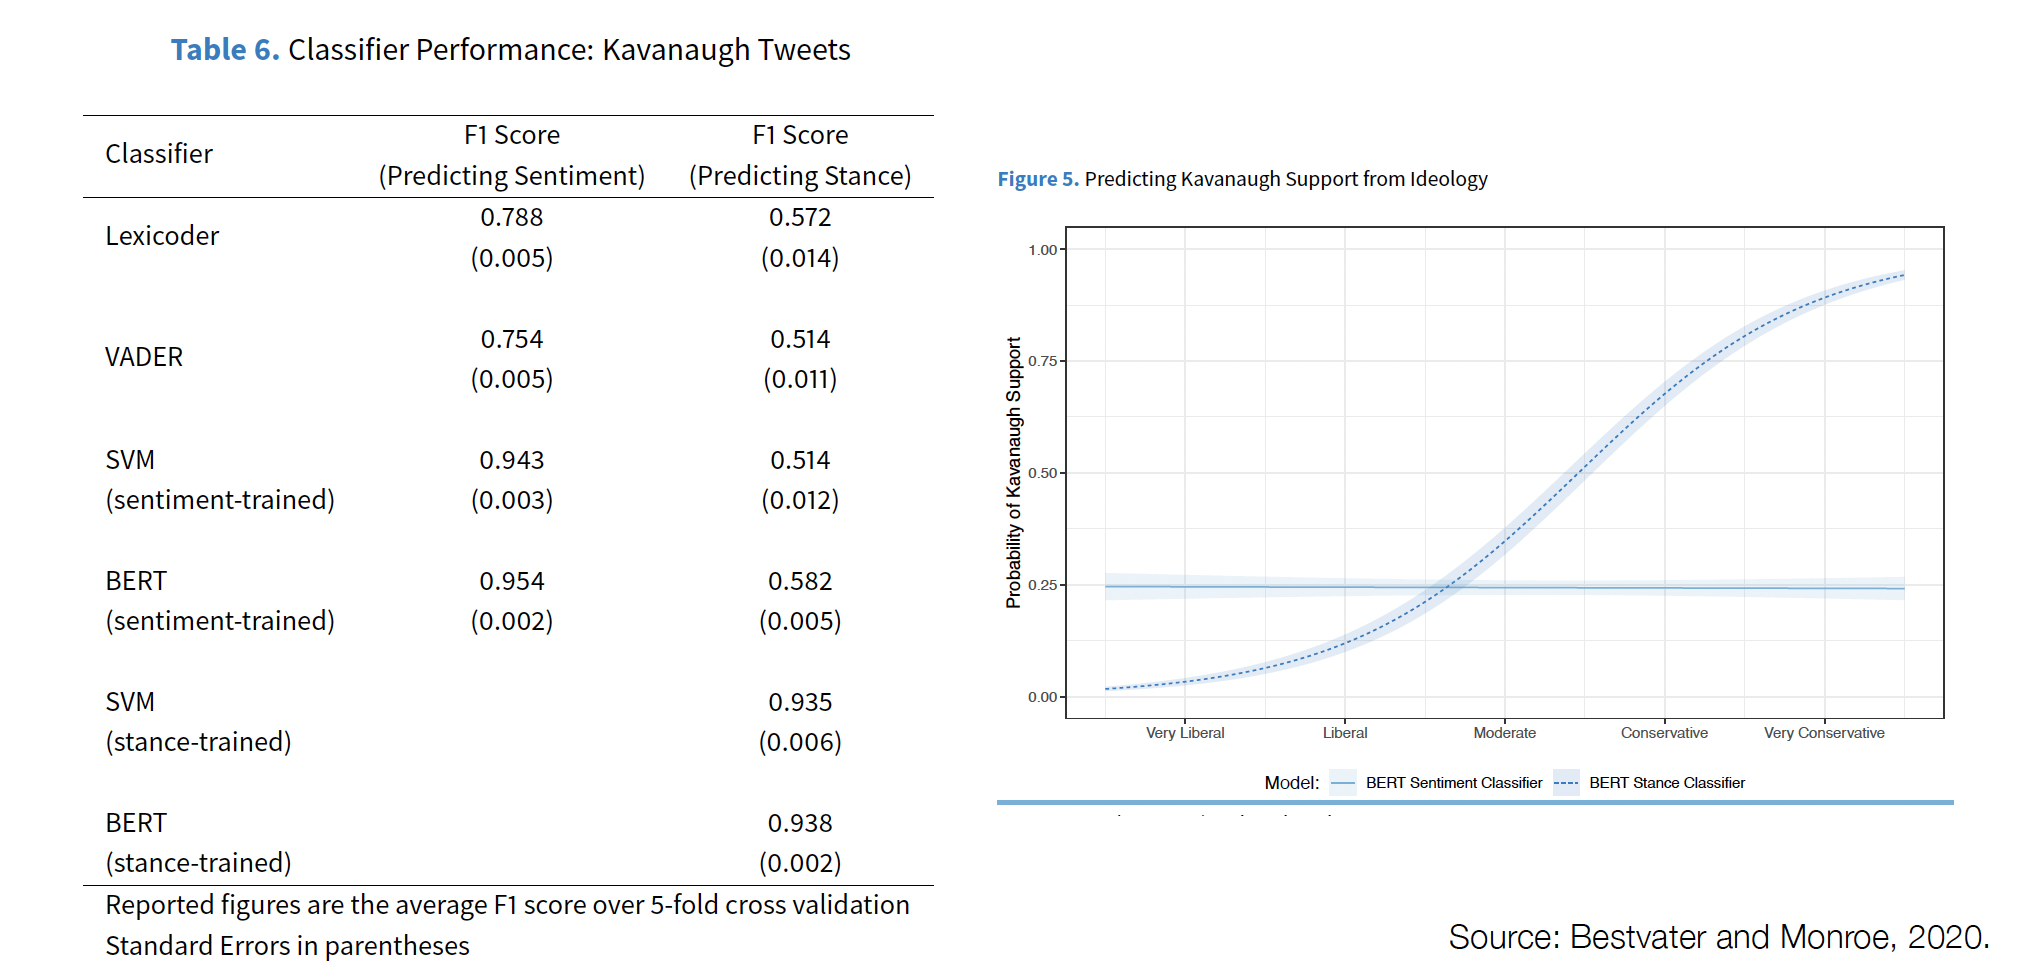 Table 6. Classifier Performance: Kavanaugh Tweets
Classifier
F1 Score
(Predicting Sentiment)
F1 Score
(Predicting Stance)
Lexicoder
0.788
0.572
(0.005)
(0.014)
VADER
0.754
0.514
(0.005)
(0.011)
SVM
0.943
0.514
(sentiment-trained)
(0.003)
(0.012)
BERT
0.954
0.582
(sentiment-trained)
(0.002)
(0.005)
SVM
0.935
(stance-trained)
(0.006)
BERT
0.938
(stance-trained)
(0.002)
Reported figures are the average F1 score over 5-fold cross validation
Standard Errors in parentheses
Figure 5. Predicting Kavanaugh Support from Ideology
Probability of Kavanaugh Support
1.00
0.75
0.50
0.25
0.00
Very Liberal
Liberal
Moderate
Conservative
Very Conservative
Model: BERT Sentiment Classifier BERT Stance Classifier
Source: Bestvater and Monroe, 2020.